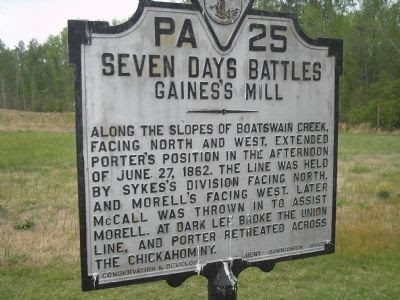 PA 25
SEVEN DAYS BATTLES
GAINES'S MILL
ALONG THE SLOPES OF BOATSWAIN CREEK,
FACING NORTH AND WEST, EXTENDED
PORTER'S POSITION IN THE AFTERNOON
OF JUNE 27, 1862. THE LINE WAS HELD
BY SYKES'S DIVISION FACING NORTH,
AND MORELL'S FACING WEST. LATER
McCALL WAS THROWN IN TO ASSIST
MORELL. AT DARK LEE BROKE THE UNION
LINE, AND PORTER RETREATED ACROSS
THE CHICKAHOMINY.
CONSERVATION & DEVELOPMENT COMMISSION